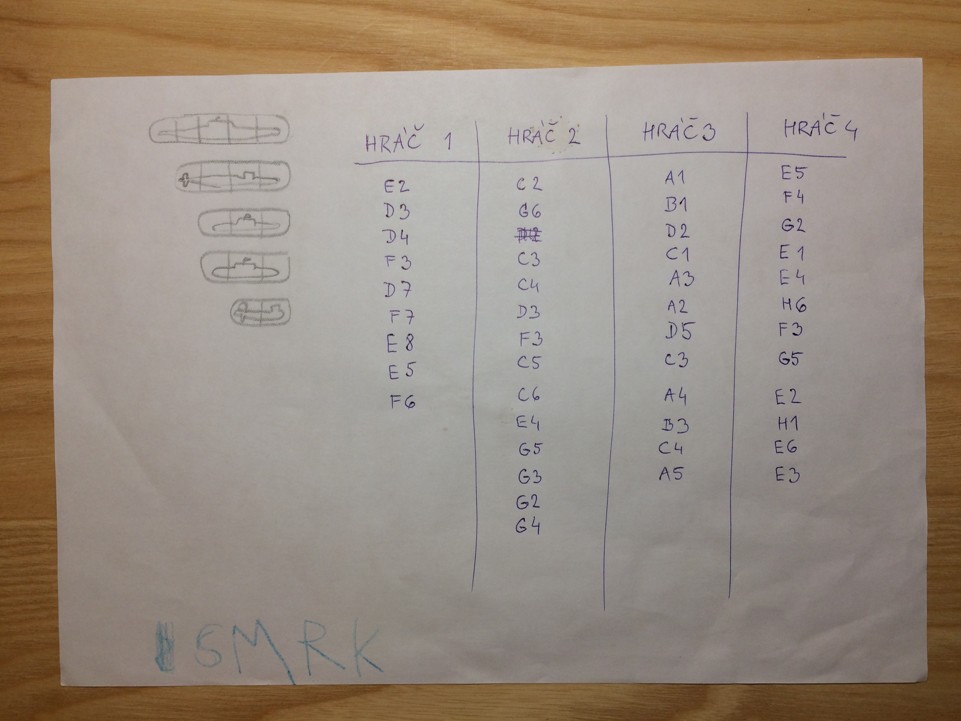 HRÁČ 1 HRÁČ 2 HRÁČ 3 HRÁČ 4
E2 C2 A1 E5
D3 G6 B1 F4
D4 D2 G2
F3 C3 C1 E1
D7 C4 A3 E4
F7 D3 A2 H6
E8 F3 D5 F3
E5 C5 C3 G5
F6 C6 A4 E2
E4 B3 H1
G5 C4 E6
G3 A5 E3
G2
G4
SMRK